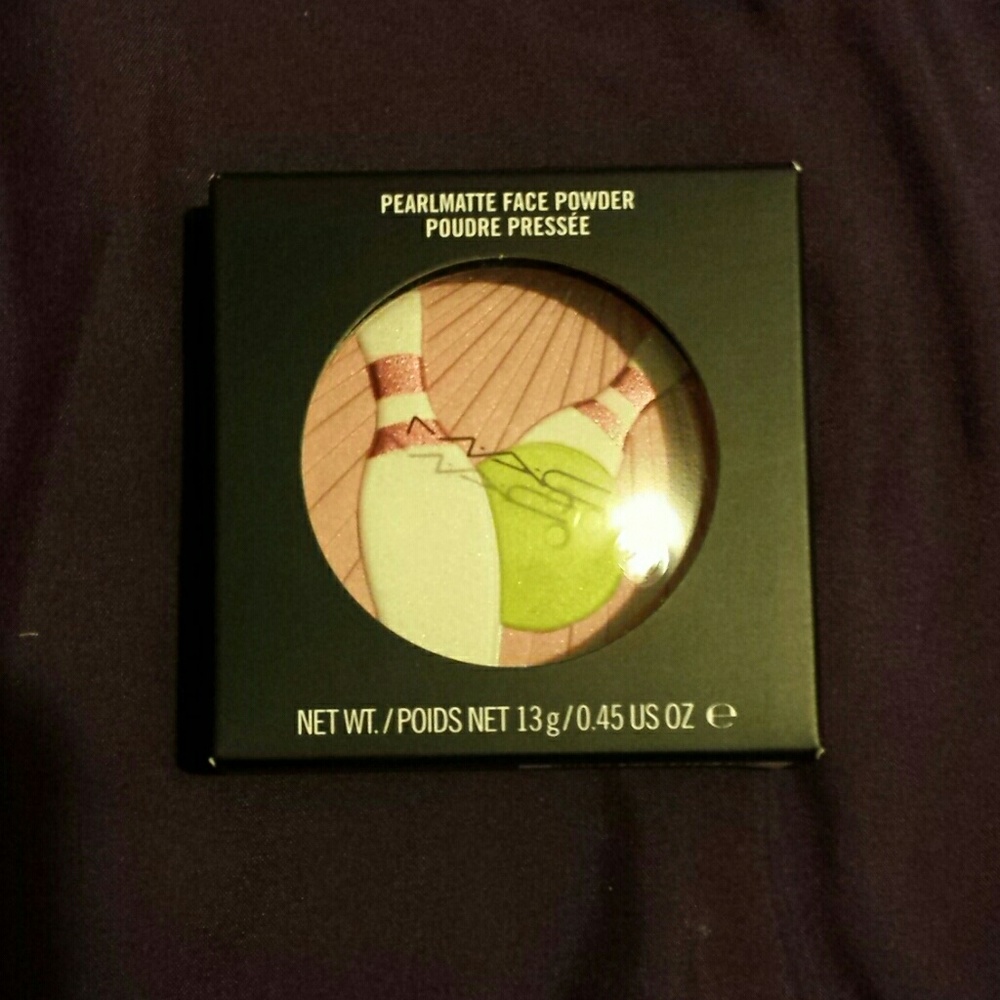 PEARLMATTE FACE POWDER
POUDRE PRESSÉE
NET WT. / POIDS NET 13 g / 0.45 US OZ ℮